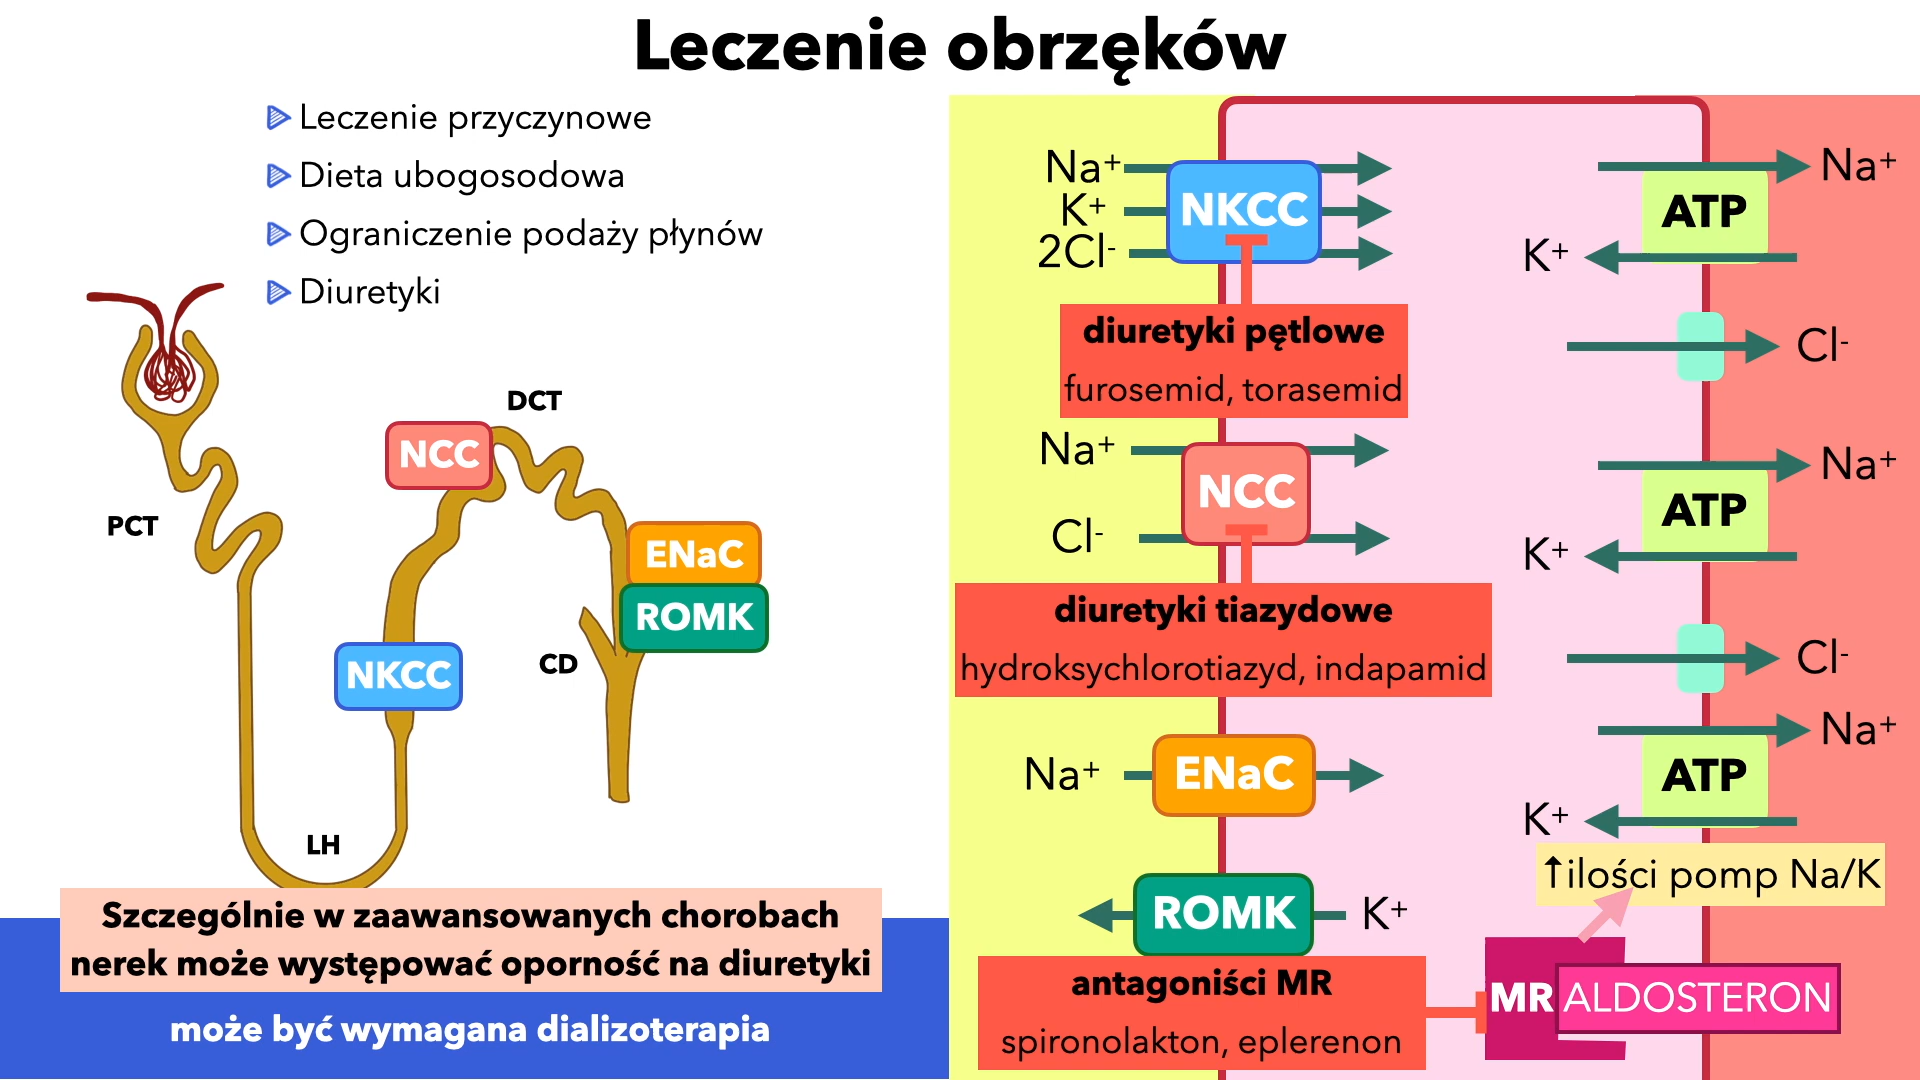 Leczenie obrzęków
Leczenie przyczynowe
Dieta ubogosodowa
Ograniczenie podaży płynów
Diuretyki
DCT
NCC
PCT
ENaC
ROMK
CD
NKCC
LH
Szczególnie w zaawansowanych chorobach
nerek może występować oporność na diuretyki
może być wymagana dializoterapia
Na⁺
K⁺
2Cl⁻
NKCC
ATP
Na⁺
K⁺
diuretyki pętlowe
furosemid, torasemid
Cl⁻
Na⁺
Cl⁻
NCC
ATP
Na⁺
K⁺
diuretyki tiazydowe
hydroksychlorotiazyd, indapamid
Cl⁻
Na⁺
ENaC
ATP
Na⁺
K⁺
↑ilości pomp Na/K
ROMK
K⁺
antagoniści MR
spironolakton, eplerenon
MR
ALDOSTERON